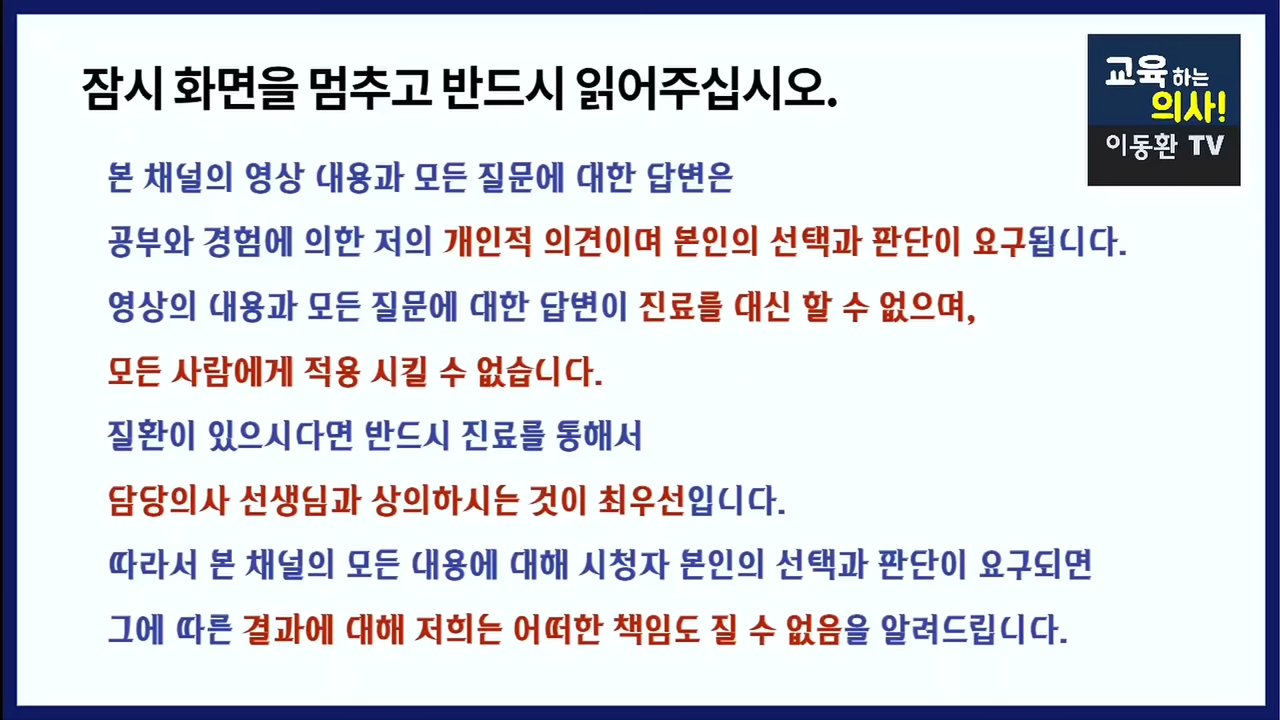 잠시 화면을 멈추고 반드시 읽어주십시오.
교육 하는
의사!
이동환 TV
본 채널의 영상 내용과 모든 질문에 대한 답변은
공부와 경험에 의한 저의 개인적 의견이며 본인의 선택과 판단이 요구됩니다.
영상의 내용과 모든 질문에 대한 답변이 진료를 대신 할 수 없으며,
모든 사람에게 적용 시킬 수 없습니다.
질환이 있으시다면 반드시 진료를 통해서
담당의사 선생님과 상의하시는 것이 최우선입니다.
따라서 본 채널의 모든 내용에 대해 시청자 본인의 선택과 판단이 요구되면
그에 따른 결과에 대해 저희는 어떠한 책임도 질 수 없음을 알려드립니다.